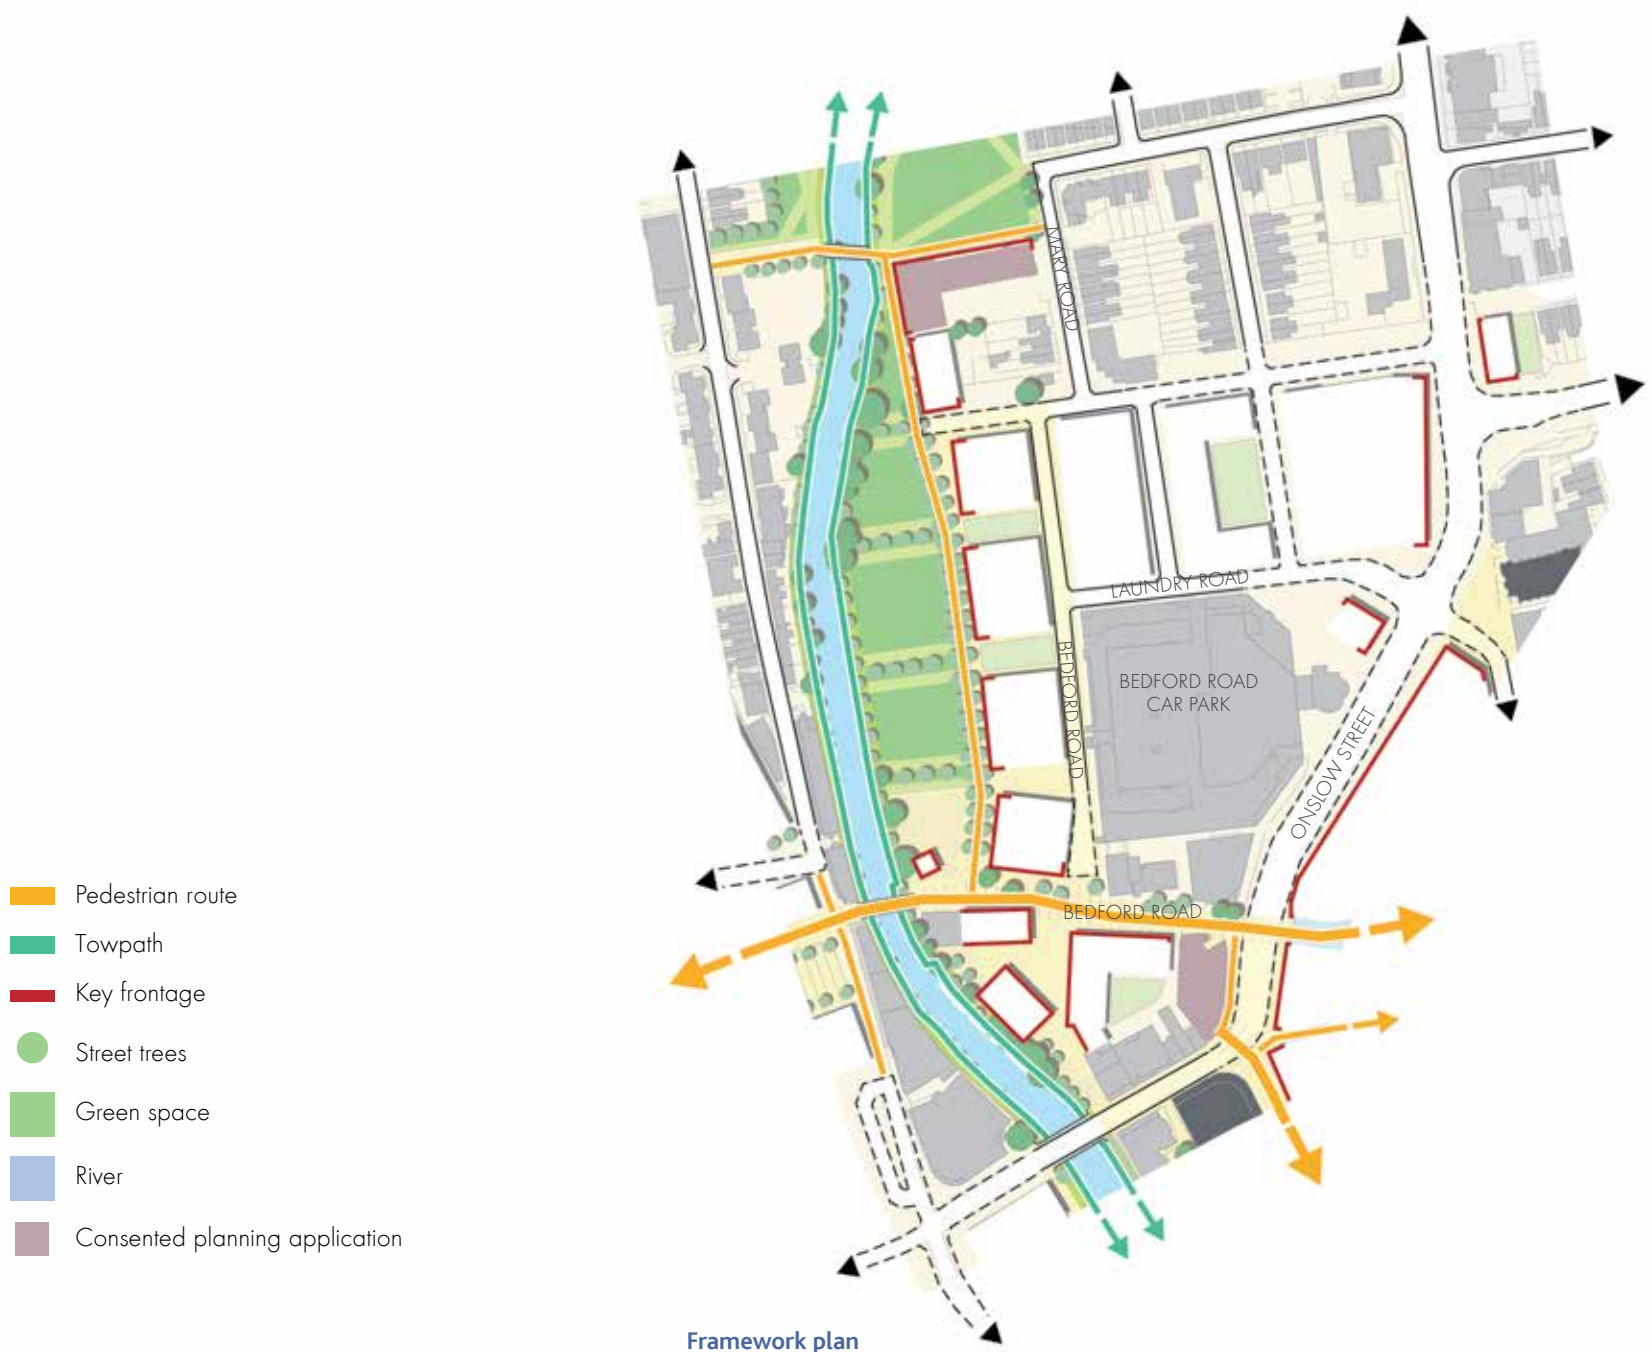 MARY ROAD
LAUNDRY ROAD
BEDFORD ROAD
BEDFORD ROAD
CAR PARK
ONSLOW STREET
BEDFORD ROAD
Pedestrian route
Towpath
Key frontage
Street trees
Green space
River
Consented planning application
Framework plan